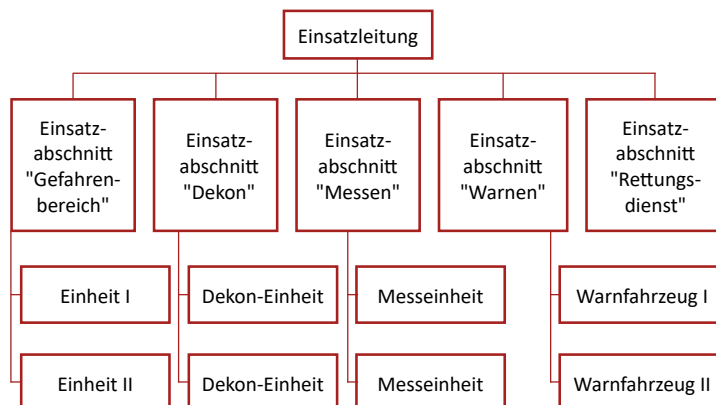 Einsatzleitung
Einsatz-
abschnitt
"Gefahren-
bereich"
Einsatz-
abschnitt
"Dekon"
Einsatz-
abschnitt
"Messen"
Einsatz-
abschnitt
"Warnen"
Einsatz-
abschnitt
"Rettungs-
dienst"
Einheit I
Dekon-Einheit
Messeinheit
Warnfahrzeug I
Einheit II
Dekon-Einheit
Messeinheit
Warnfahrzeug II